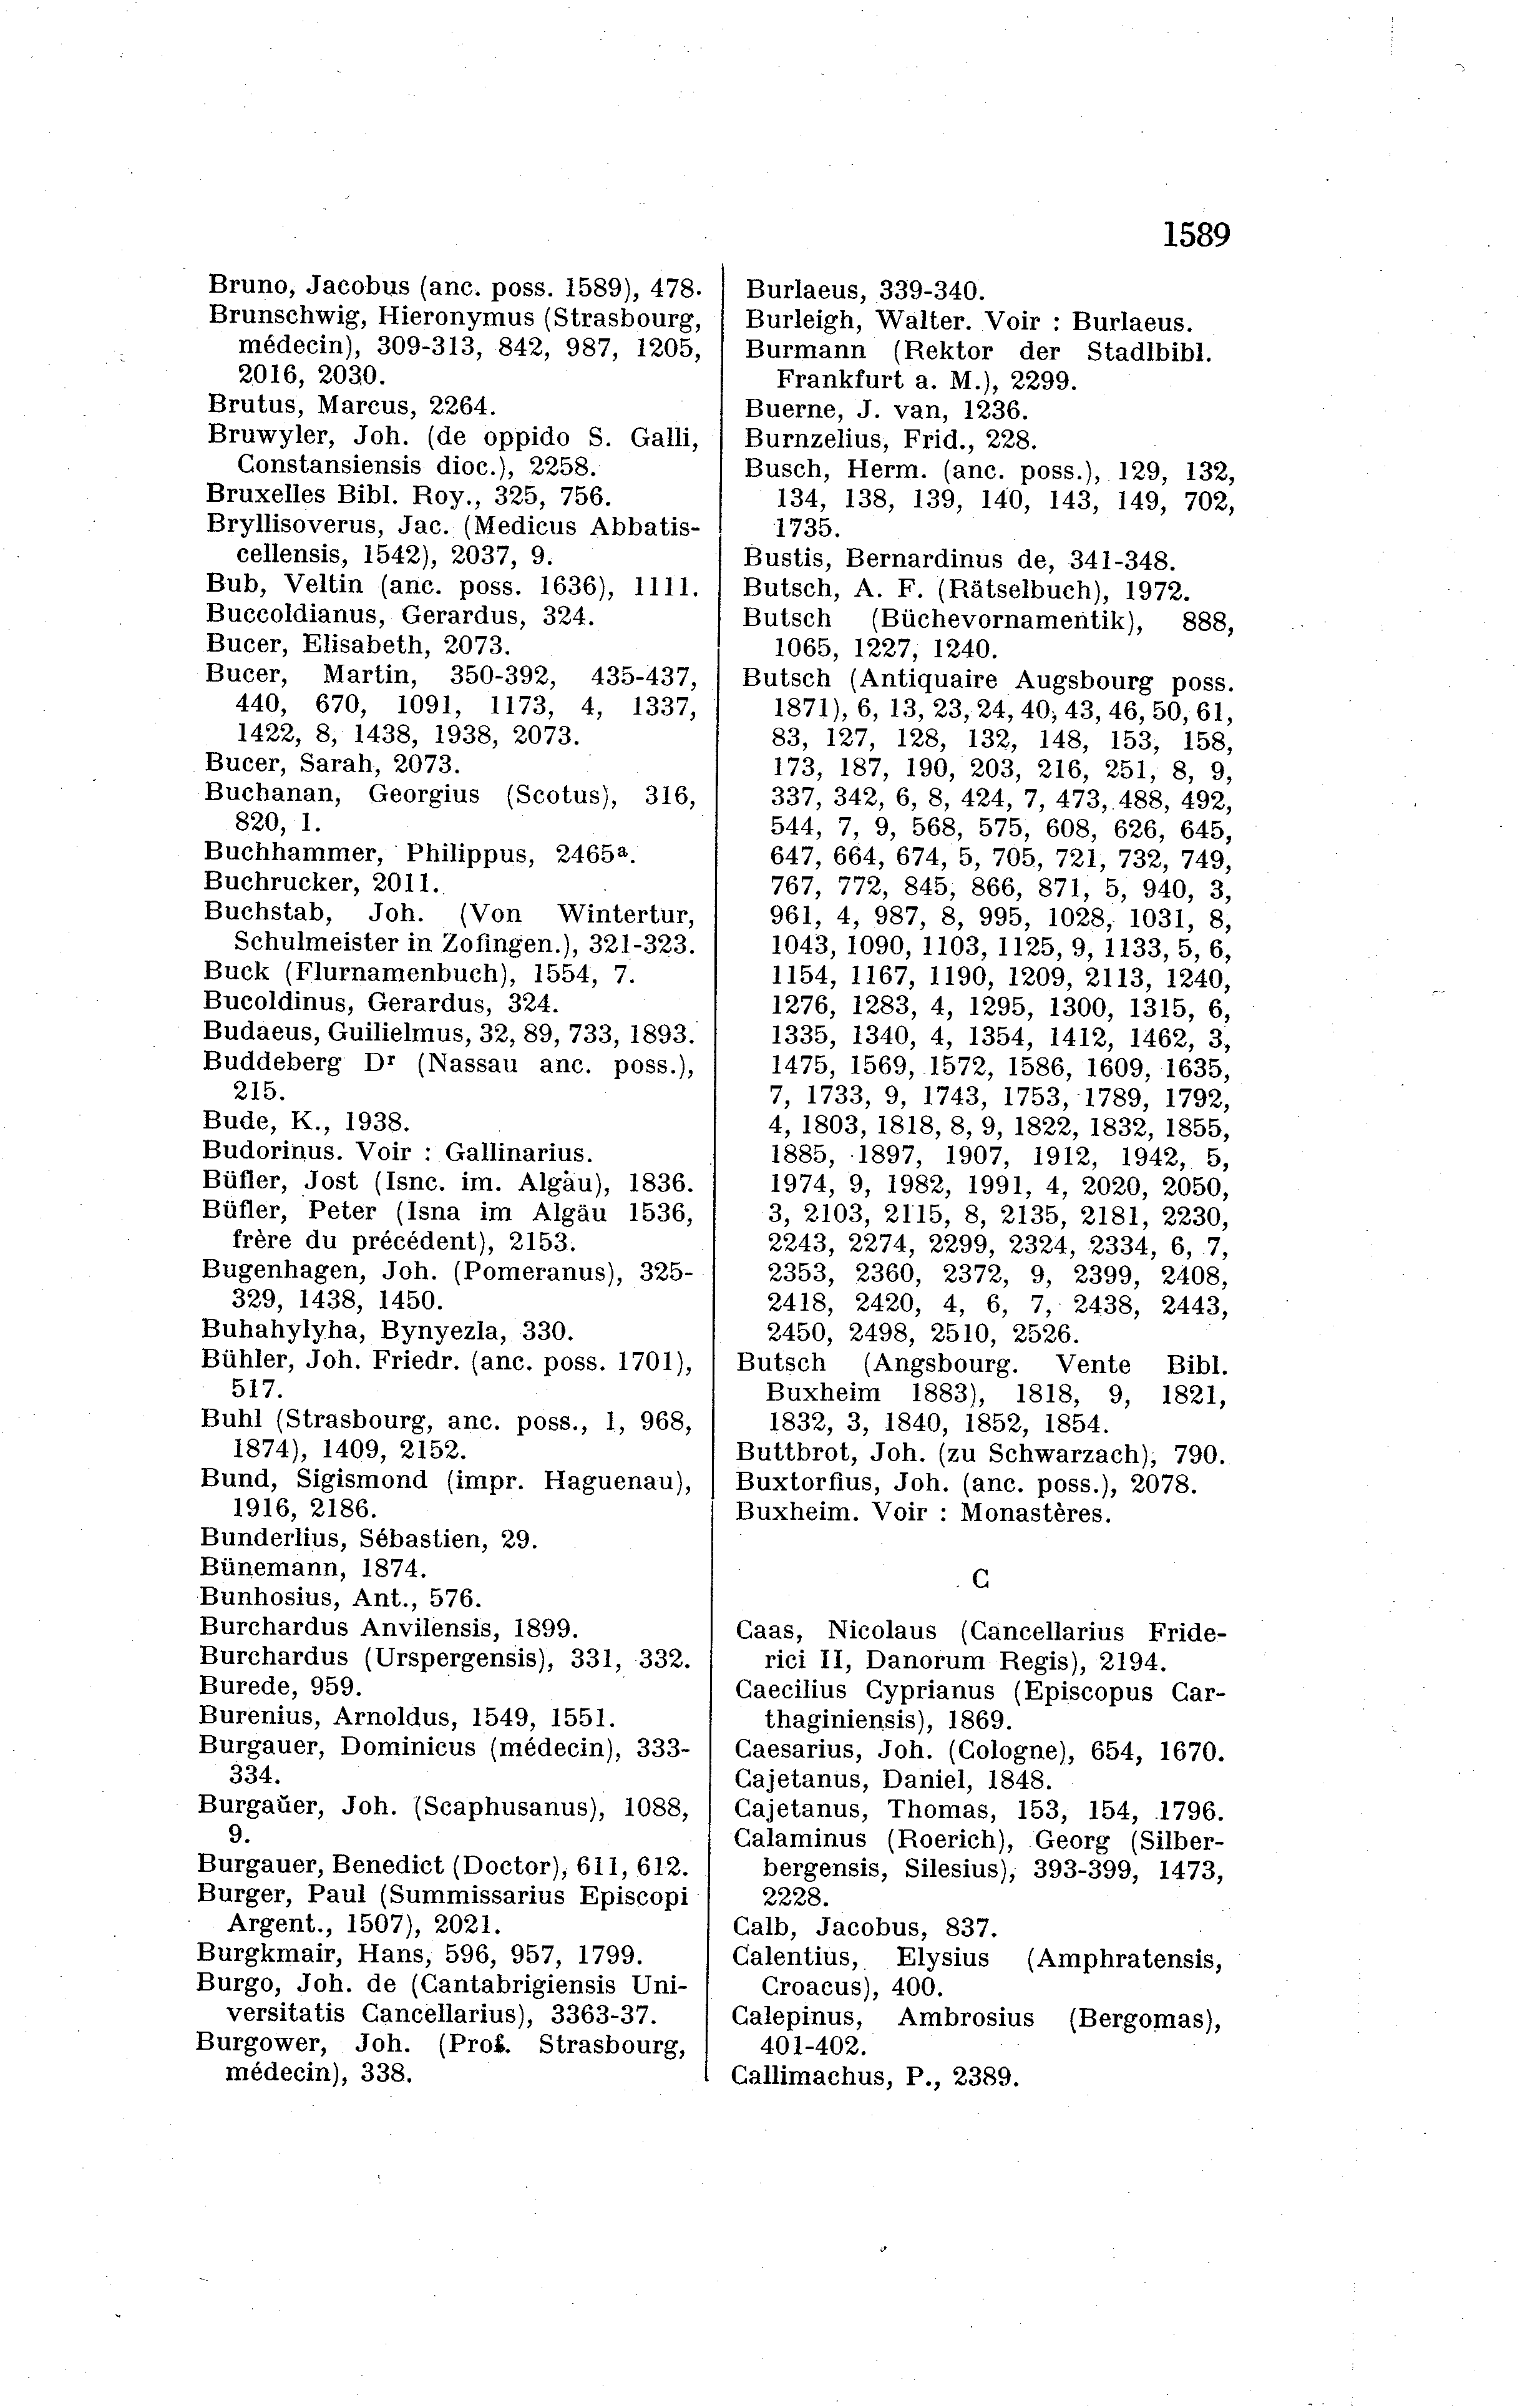 1589
Bruno, Jacobus (anc. poss. 1589), 478.
Brunschwig, Hieronymus (Strasbourg,
médecin), 309-313, 842, 987, 1205,
2016, 2030.
Brutus, Marcus, 2264.
Bruwyler, Joh. (de oppido S. Galli,
Constansiensis dioc.), 2258.
Bruxelles Bibl. Roy., 325, 756.
Bryllisoverus, Jac. (Medicus Abbatis-
cellensis, 1542), 2037, 9.
Bub, Veltin (anc. poss. 1636), 1111.
Buccoldianus, Gerardus, 324.
Bucer, Elisabeth, 2073.
Bucer, Martin, 350-392, 435-437,
440, 670, 1091, 1173, 4, 1337,
1422, 8, 1438, 1938, 2073.
Bucer, Sarah, 2073.
Buchanan, Georgius (Scotus), 316,
820, 1.
Buchhammer, Philippus, 2465a.
Buchrucker, 2011.
Buchstab, Joh. (Von Wintertur,
Schulmeister in Zofingen.), 321-323.
Buck (Flurnamenbuch), 1554, 7.
Bucoldinus, Gerardus, 324.
Budaeus, Guilielmus, 32, 89, 733, 1893.
Buddeberg Dr (Nassau anc. poss.),
215.
Bude, K., 1938.
Budorinus. Voir : Gallinarius.
Büfler, Jost (Isnc. im. Algäu), 1836.
Büfler, Peter (Isna im Algäu 1536,
frère du précédent), 2153.
Bugenhagen, Joh. (Pomeranus), 325-
329, 1438, 1450.
Buhahylyha, Bynyezla, 330.
Bühler, Joh. Friedr. (anc. poss. 1701),
517.
Buhl (Strasbourg, anc. poss., 1, 968,
1874), 1409, 2152.
Bund, Sigismond (impr. Haguenau),
1916, 2186.
Bunderlius, Sébastien, 29.
Bünemann, 1874.
Bunhosius, Ant., 576.
Burchardus Anvilensis, 1899.
Burchardus (Urspergensis), 331, 332.
Burede, 959.
Burenius, Arnoldus, 1549, 1551.
Burgauer, Dominicus (médecin), 333-
334.
Burgaüer, Joh. (Scaphusanus), 1088,
9.
Burgauer, Benedict (Doctor), 611, 612.
Burger, Paul (Summissarius Episcopi
Argent., 1507), 2021.
Burgkmair, Hans, 596, 957, 1799.
Burgo, Joh. de (Cantabrigiensis Uni-
versitatis Cancellarius), 3363-37.
Burgower, Joh. (Prof. Strasbourg,
médecin), 338.
Burlaeus, 339-340.
Burleigh, Walter. Voir : Burlaeus.
Burmann (Rektor der Stadlbibl.
Frankfurt a. M.), 2299.
Buerne, J. van, 1236.
Burnzelius, Frid., 228.
Busch, Herm. (anc. poss.), 129, 132,
134, 138, 139, 140, 143, 149, 702,
1735.
Bustis, Bernardinus de, 341-348.
Butsch, A. F. (Rätselbuch), 1972.
Butsch (Büchevornamentik), 888,
1065, 1227, 1240.
Butsch (Antiquaire Augsbourg poss.
1871), 6, 13, 23, 24, 40, 43, 46, 50, 61,
83, 127, 128, 132, 148, 153, 158,
173, 187, 190, 203, 216, 251, 8, 9,
337, 342, 6, 8, 424, 7, 473, 488, 492,
544, 7, 9, 568, 575, 608, 626, 645,
647, 664, 674, 5, 705, 721, 732, 749,
767, 772, 845, 866, 871, 5, 940, 3,
961, 4, 987, 8, 995, 1028, 1031, 8,
1043, 1090, 1103, 1125, 9, 1133, 5, 6,
1154, 1167, 1190, 1209, 2113, 1240,
1276, 1283, 4, 1295, 1300, 1315, 6,
1335, 1340, 4, 1354, 1412, 1462, 3,
1475, 1569, 1572, 1586, 1609, 1635,
7, 1733, 9, 1743, 1753, 1789, 1792,
4, 1803, 1818, 8, 9, 1822, 1832, 1855,
1885, 1897, 1907, 1912, 1942, 5,
1974, 9, 1982, 1991, 4, 2020, 2050,
3, 2103, 2115, 8, 2135, 2181, 2230,
2243, 2274, 2299, 2324, 2334, 6, 7,
2353, 2360, 2372, 9, 2399, 2408,
2418, 2420, 4, 6, 7, 2438, 2443,
2450, 2498, 2510, 2526.
Butsch (Angsbourg. Vente Bibl.
Buxheim 1883), 1818, 9, 1821,
1832, 3, 1840, 1852, 1854.
Buttbrot, Joh. (zu Schwarzach), 790.
Buxtorfius, Joh. (anc. poss.), 2078.
Buxheim. Voir : Monastères.
C
Caas, Nicolaus (Cancellarius Fride-
rici II, Danorum Regis), 2194.
Caecilius Cyprianus (Episcopus Car-
thaginiensis), 1869.
Caesarius, Joh. (Cologne), 654, 1670.
Cajetanus, Daniel, 1848.
Cajetanus, Thomas, 153, 154, 1796.
Calaminus (Roerich), Georg (Silber-
bergensis, Silesius), 393-399, 1473,
2228.
Calb, Jacobus, 837.
Calentius, Elysius (Amphratensis,
Croacus), 400.
Calepinus, Ambrosius (Bergomas),
401-402.
Callimachus, P., 2389.